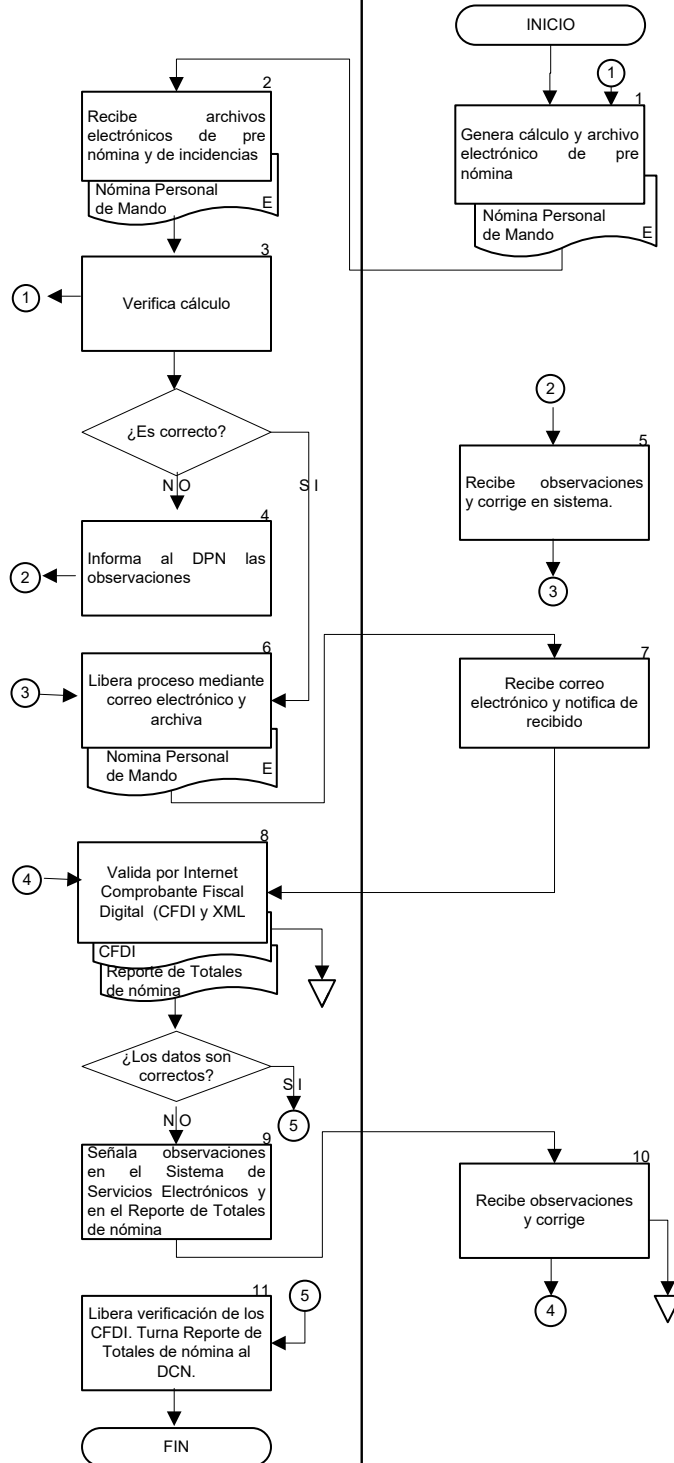 INICIO
1
1
Genera cálculo y archivo
electrónico de pre
nómina
Nómina Personal
de Mando
E
2
Recibe archivos
electrónicos de pre
nómina y de incidencias
Nómina Personal
de Mando
E
3
1
Verifica cálculo
¿Es correcto?
NO
SI
4
Informa al DPN las
observaciones
2
2
5
Recibe observaciones
y corrige en sistema.
3
6
3
Libera proceso mediante
correo electrónico y
archiva
Nomina Personal
de Mando
E
7
Recibe correo
electrónico y notifica de
recibido
8
4
Valida por Internet
Comprobante Fiscal
Digital (CFDI y XML
CFDI
Reporte de Totales
de nómina
¿Los datos son
correctos?
SI
5
NO
9
Señala observaciones
en el Sistema de
Servicios Electrónicos y
en el Reporte de Totales
de nómina
10
Recibe observaciones
y corrige
4
11
5
Libera verificación de los
CFDI. Turna Reporte de
Totales de nómina al
DCN.
FIN